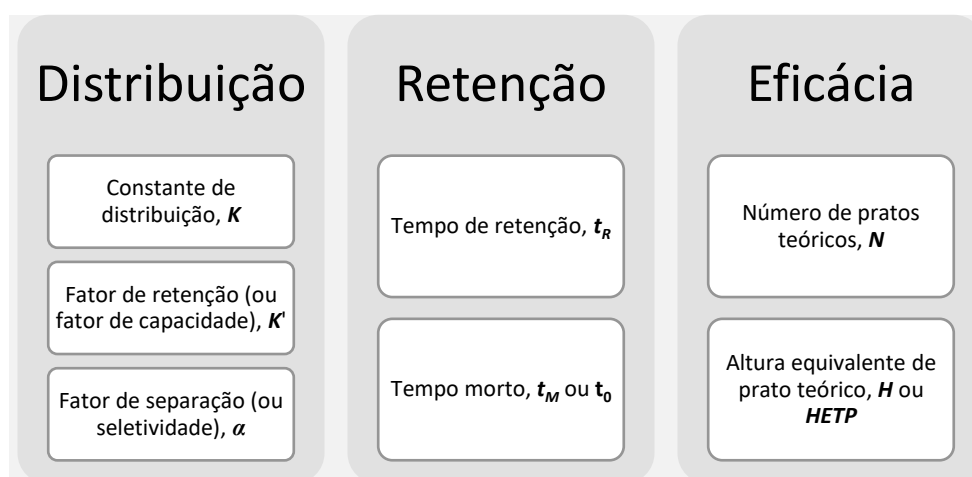 Distribuição
Constante de
distribuição, K
Fator de retenção (ou
fator de capacidade), K'
Fator de separação (ou
seletividade), α
Retenção
Tempo de retenção, tR
Tempo morto, tM ou t0
Eficácia
Número de pratos
teóricos, N
Altura equivalente de
prato teórico, H ou
HETP